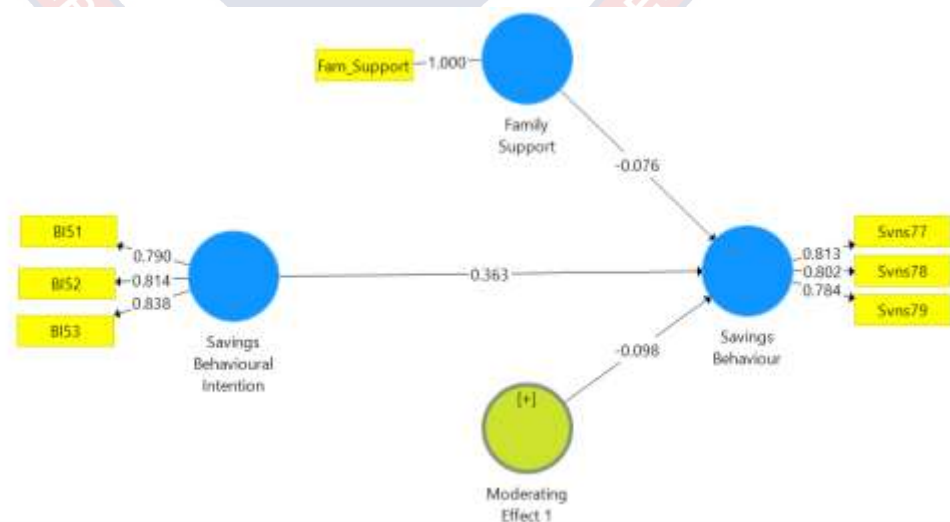 Fam_Support
1.000
Family
Support
-0.076
BI51
BI52
BI53
0.790
0.814
0.838
Savings
Behavioural
Intention
0.363
Savings
Behaviour
0.813
0.802
0.784
Svns77
Svns78
Svns79
-0.098
[+]
Moderating
Effect 1